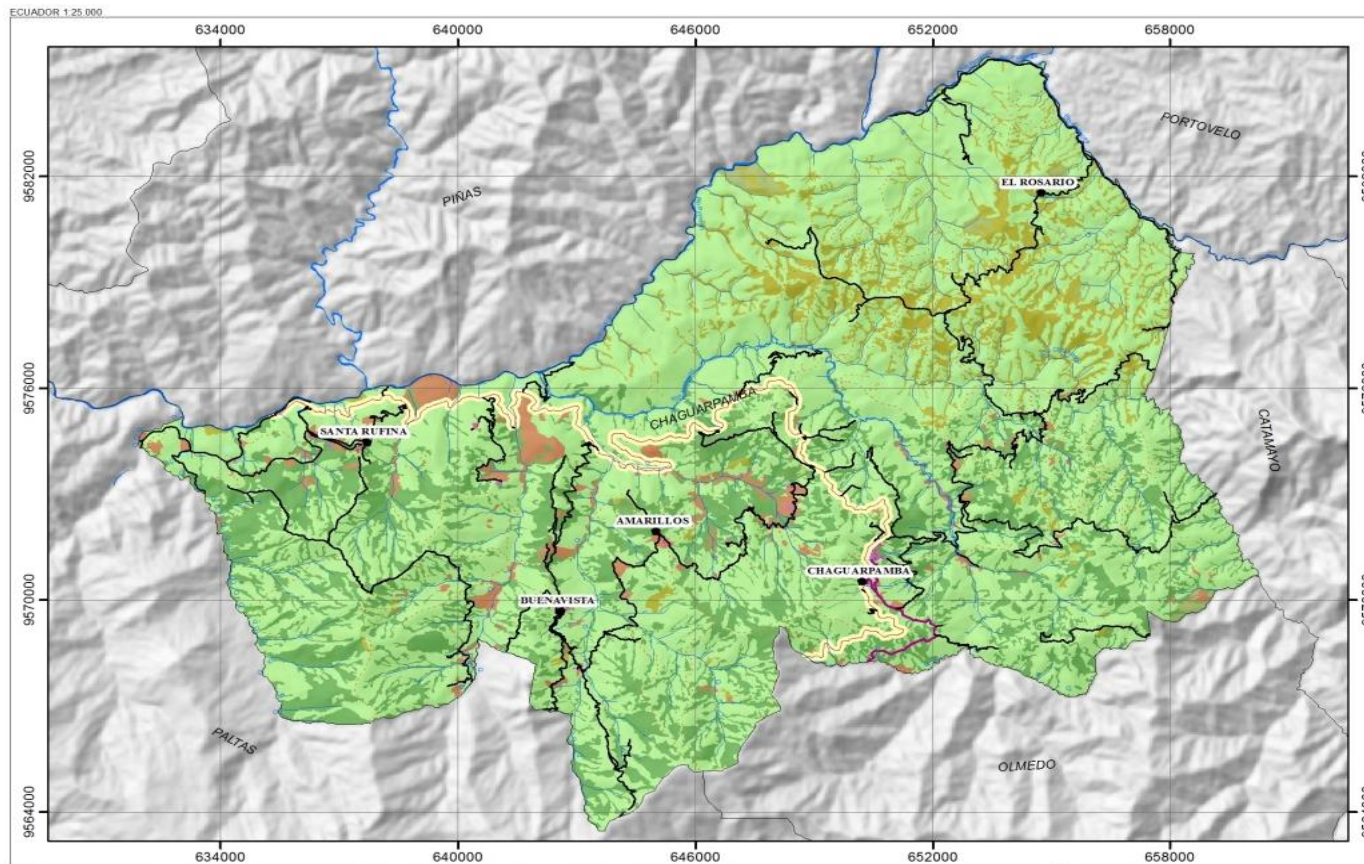 ECUADOR 1:25.000
634000 640000 646000 652000 658000
PORTOVELO
9582000
EL ROSARIO
PIÑAS
9576000
CHAGUARPAMBA
CATAMAYO
SANTA RUFINA
AMARILLOS
CHAGUARPAMBA
9570000
BUENAVISTA
PALTAS
OLMEDO
9564000
634000 640000 646000 652000 658000